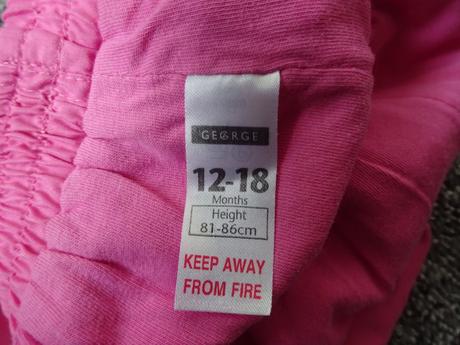 GEORGE
12-18
Months
Height
81-86cm
KEEP AWAY
FROM FIRE